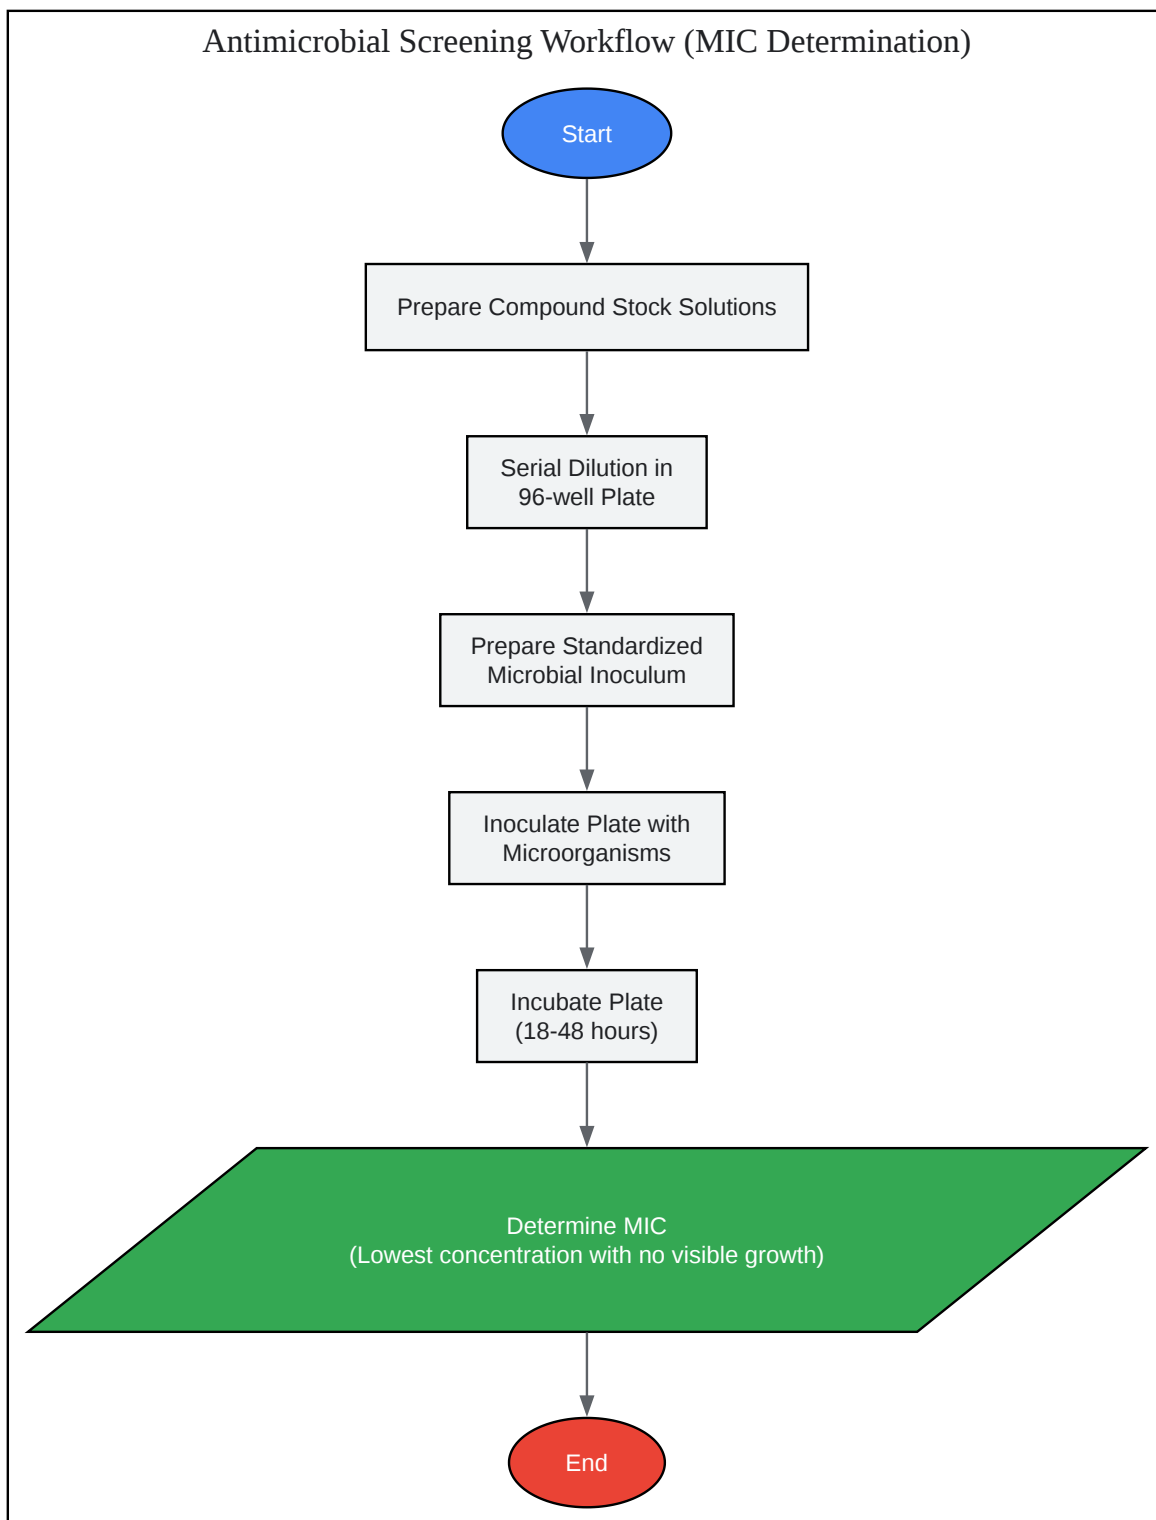 Antimicrobial Screening Workflow (MIC Determination)
Start
Prepare Compound Stock Solutions
Serial Dilution in
96-well Plate
Prepare Standardized
Microbial Inoculum
Inoculate Plate with
Microorganisms
Incubate Plate
(18-48 hours)
Determine MIC
(Lowest concentration with no visible growth)
End